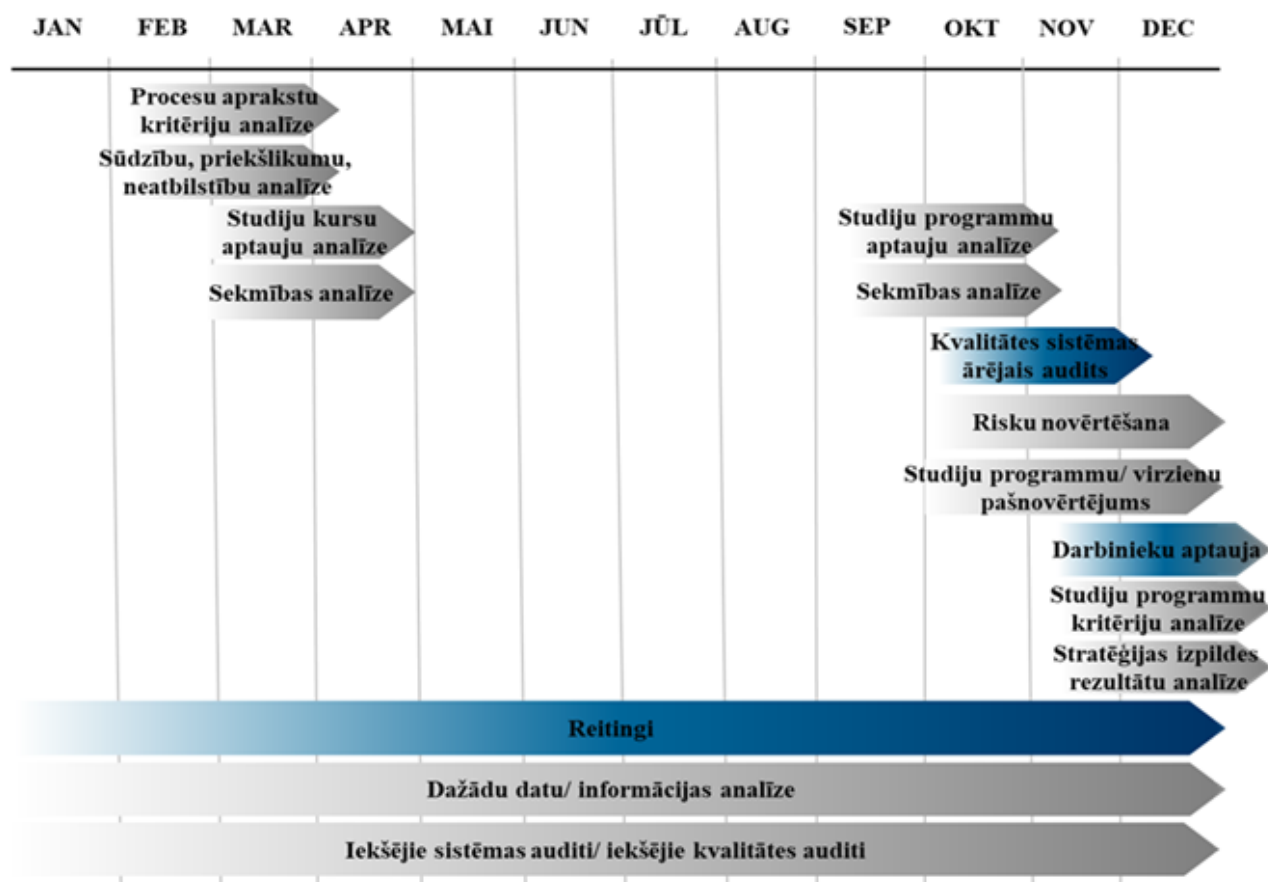 JAN FEB MAR APR MAI JUN JŪL AUG SEP OKT NOV DEC
Procesu aprakstu
kritēriju analīze
Sūdzību, priekšlikumu,
neatbilstību analīze
Studiju kursu
aptauju analīze
Sekmības analīze
Studiju programmu
aptauju analīze
Sekmības analīze
Kvalitātes sistēmas
ārējais audits
Risku novērtēšana
Studiju programmu/ virzienu
pašnovērtējums
Darbinieku aptauja
Studiju programmu
kritēriju analīze
Stratēģijas izpildes
rezultātu analīze
Reitingi
Dažādu datu/ informācijas analīze
Iekšējie sistēmas auditi/ iekšējie kvalitātes auditi